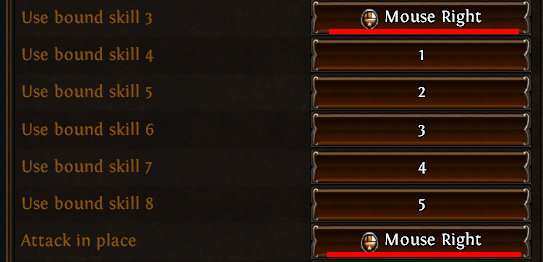 Use bound skill 3 Mouse Right
Use bound skill 4 1
Use bound skill 5 2
Use bound skill 6 3
Use bound skill 7 4
Use bound skill 8 5
Attack in place Mouse Right